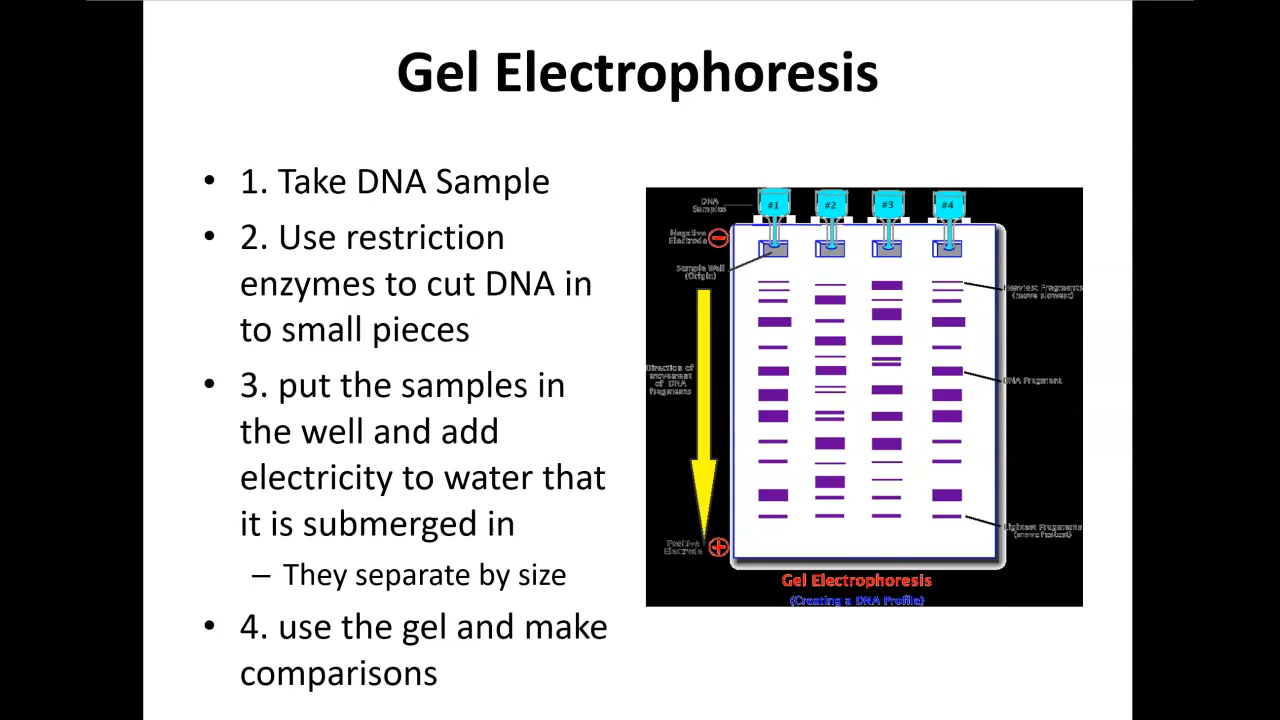 Gel Electrophoresis
• 1. Take DNA Sample
• 2. Use restriction
enzymes to cut DNA in
to small pieces
• 3. put the samples in
the well and add
electricity to water that
it is submerged in
– They separate by size
• 4. use the gel and make
comparisons
DNA
Samples
#1
#2
#3
#4
Negative
Electrode
−
Sample Well
(Origin)
Heaviest Fragments
(move slowest)
Direction of
movement
of DNA
fragments
DNA Fragment
Lightest Fragments
(move fastest)
Positive
Electrode
+
Gel Electrophoresis
(Creating a DNA Profile)